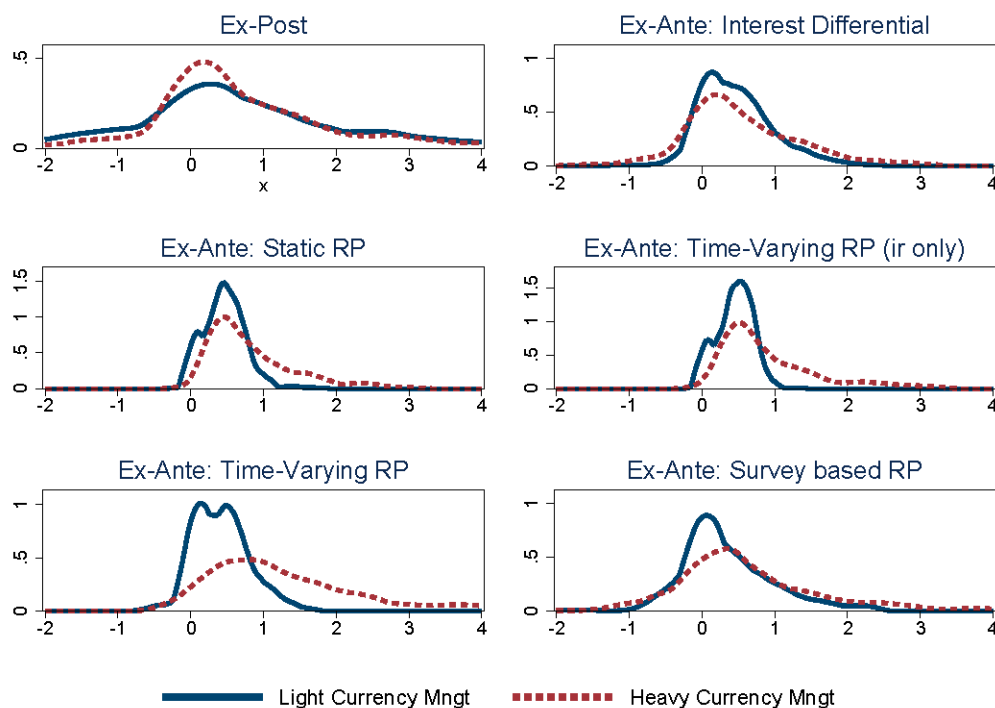 Ex-Post
.5
0
-2 -1 0 1 2 3 4
x
Ex-Ante: Interest Differential
1
.5
0
-2 -1 0 1 2 3 4
Ex-Ante: Static RP
1.5
1
.5
0
-2 -1 0 1 2 3 4
Ex-Ante: Time-Varying RP (ir only)
1.5
1
.5
0
-2 -1 0 1 2 3 4
Ex-Ante: Time-Varying RP
1
.5
0
-2 -1 0 1 2 3 4
Ex-Ante: Survey based RP
1
.5
0
-2 -1 0 1 2 3 4
Light Currency Mngt Heavy Currency Mngt